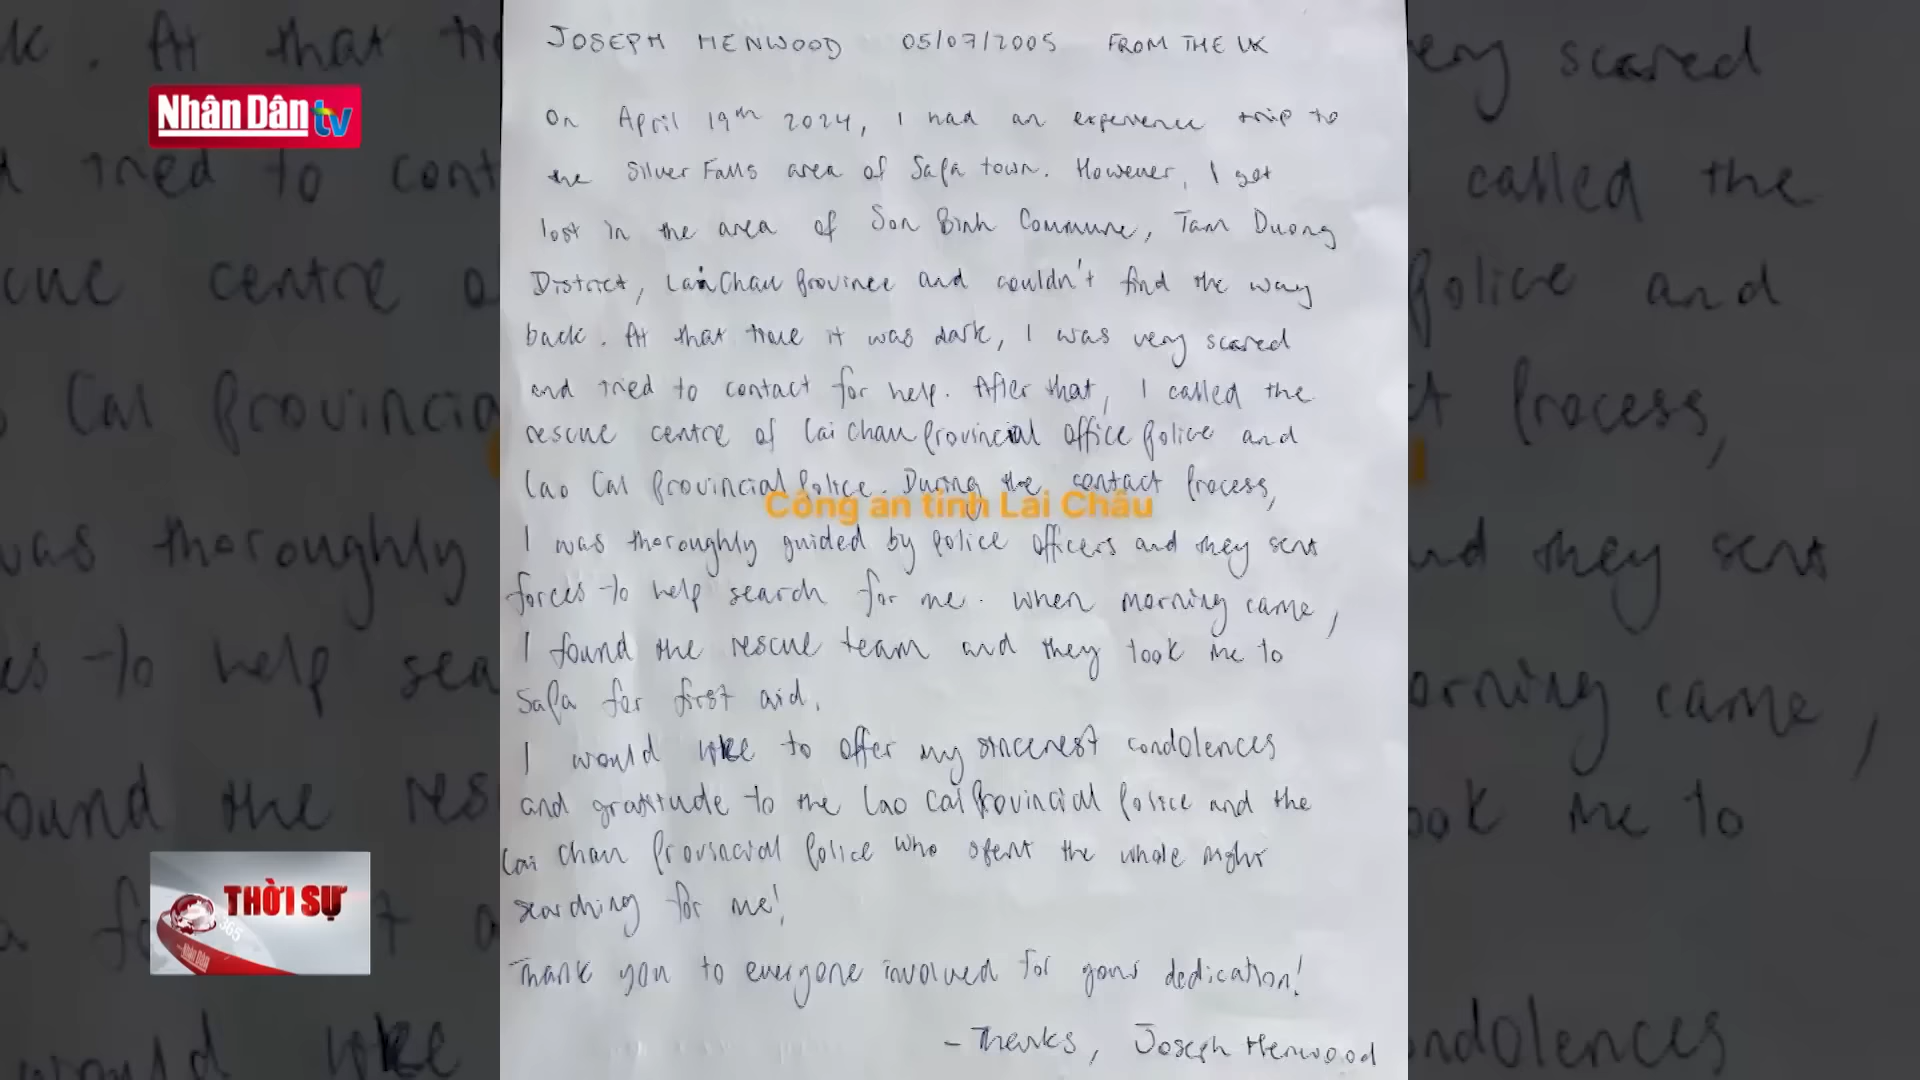 Nhân Dân tv
JOSEPH HENWOOD 05/07/2005 FROM THE UK
On April 19th 2024, I had an experience trip to
the Silver Falls area of Sapa town. However, I got
lost in the area of Son Binh Commune, Tam Duong
District, Lai Chau Province and couldn't find the way
back. At that time it was dark, I was very scared
and tried to contact for help. After that, I called the
rescue centre of Lai Chau Provincial Office Police and
Lao Cai Provincial Police. During the contact process,
Công an tỉnh Lai Châu
I was thoroughly guided by police officers and they sent
forces to help search for me. When morning came,
I found the rescue team and they took me to
Sapa for first aid.
I would like to offer my sincerest condolences
and gratitude to the Lao Cai Provincial Police and the
Lai Chau Provincial Police who spent the whole night
searching for me!
Thank you to everyone involved for your dedication!
- Thanks, Joseph Henwood
THỜI SỰ
365
Nhân Dân